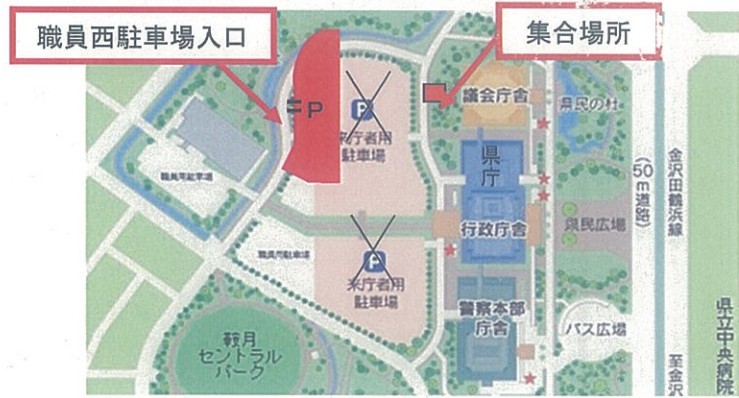 職員西駐車場入口
集合場所
P
P
来庁者用
駐車場
職員用駐車場
議会庁舎
県民の杜
県庁
行政庁舎
県民広場
(50m道路)
金沢田鶴浜線
職員用駐車場
P
来庁者用
駐車場
警察本部
庁舎
バス広場
鞍月
セントラル
パーク
県立中央病院
至金沢